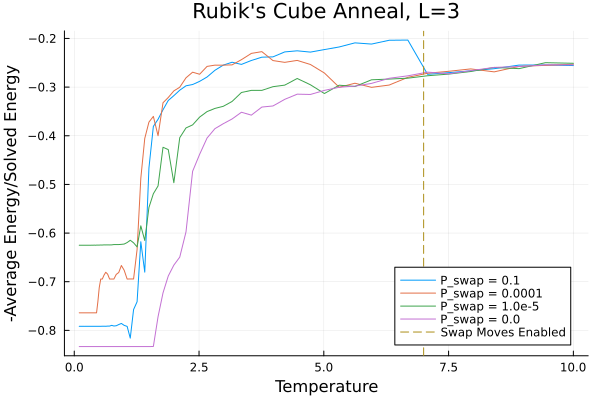 Rubik's Cube Anneal, L=3
-Average Energy/Solved Energy
−0.2
−0.3
−0.4
−0.5
−0.6
−0.7
−0.8
P_swap = 0.1
P_swap = 0.0001
P_swap = 1.0e-5
P_swap = 0.0
Swap Moves Enabled
0.0 2.5 5.0 7.5 10.0
Temperature